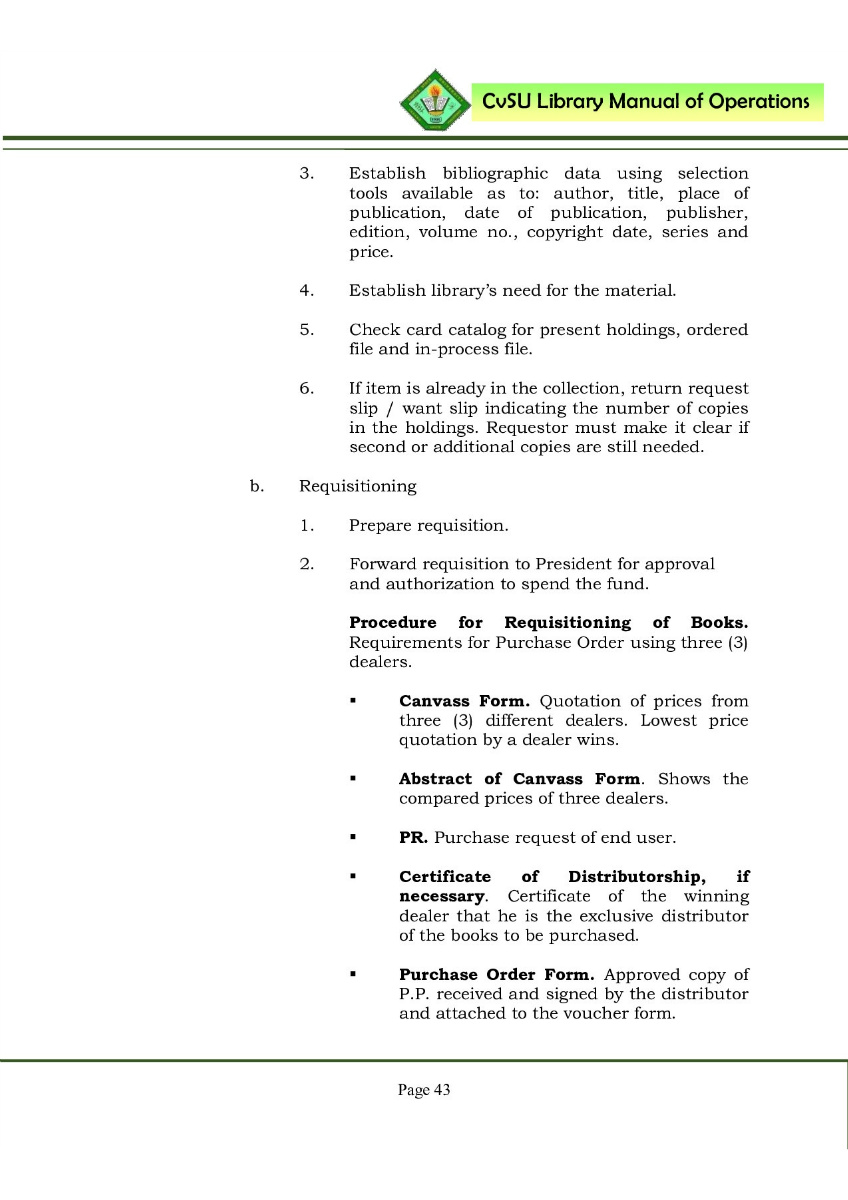 CvSU Library Manual of Operations
3. Establish bibliographic data using selection
tools available as to: author, title, place of
publication, date of publication, publisher,
edition, volume no., copyright date, series and
price.
4. Establish library’s need for the material.
5. Check card catalog for present holdings, ordered
file and in-process file.
6. If item is already in the collection, return request
slip / want slip indicating the number of copies
in the holdings. Requestor must make it clear if
second or additional copies are still needed.
b. Requisitioning
1. Prepare requisition.
2. Forward requisition to President for approval
and authorization to spend the fund.
Procedure for Requisitioning of Books.
Requirements for Purchase Order using three (3)
dealers.
▪ Canvass Form. Quotation of prices from
three (3) different dealers. Lowest price
quotation by a dealer wins.
▪ Abstract of Canvass Form. Shows the
compared prices of three dealers.
▪ PR. Purchase request of end user.
▪ Certificate of Distributorship, if
necessary. Certificate of the winning
dealer that he is the exclusive distributor
of the books to be purchased.
▪ Purchase Order Form. Approved copy of
P.P. received and signed by the distributor
and attached to the voucher form.
Page 43